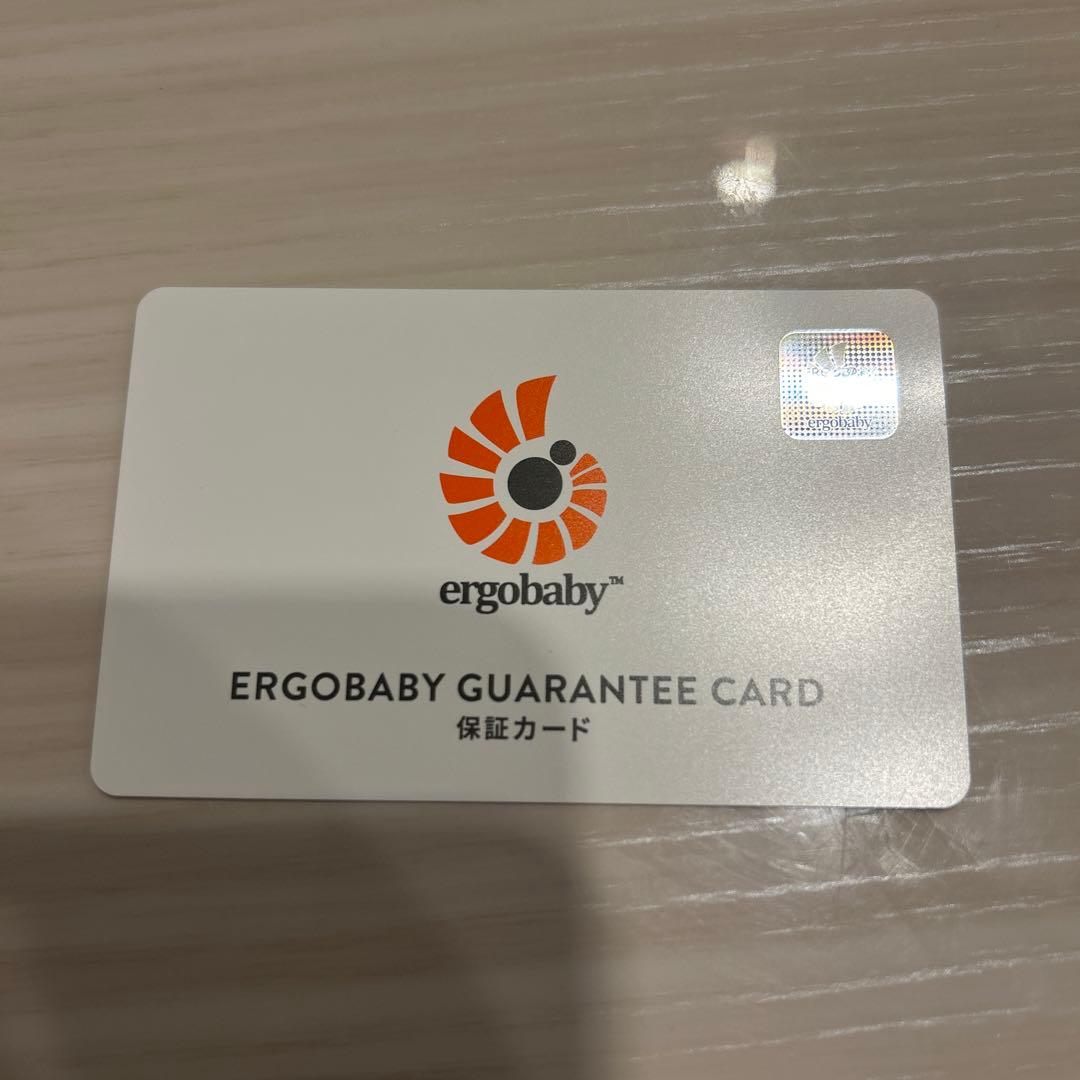 ergobaby
ergobaby™
ERGOBABY GUARANTEE CARD
保証カード